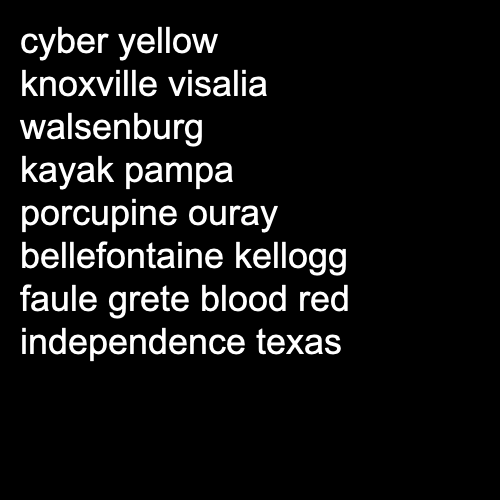 cyber yellow
knoxville visalia
walsenburg
kayak pampa
porcupine ouray
bellefontaine kellogg
faule grete blood red
independence texas